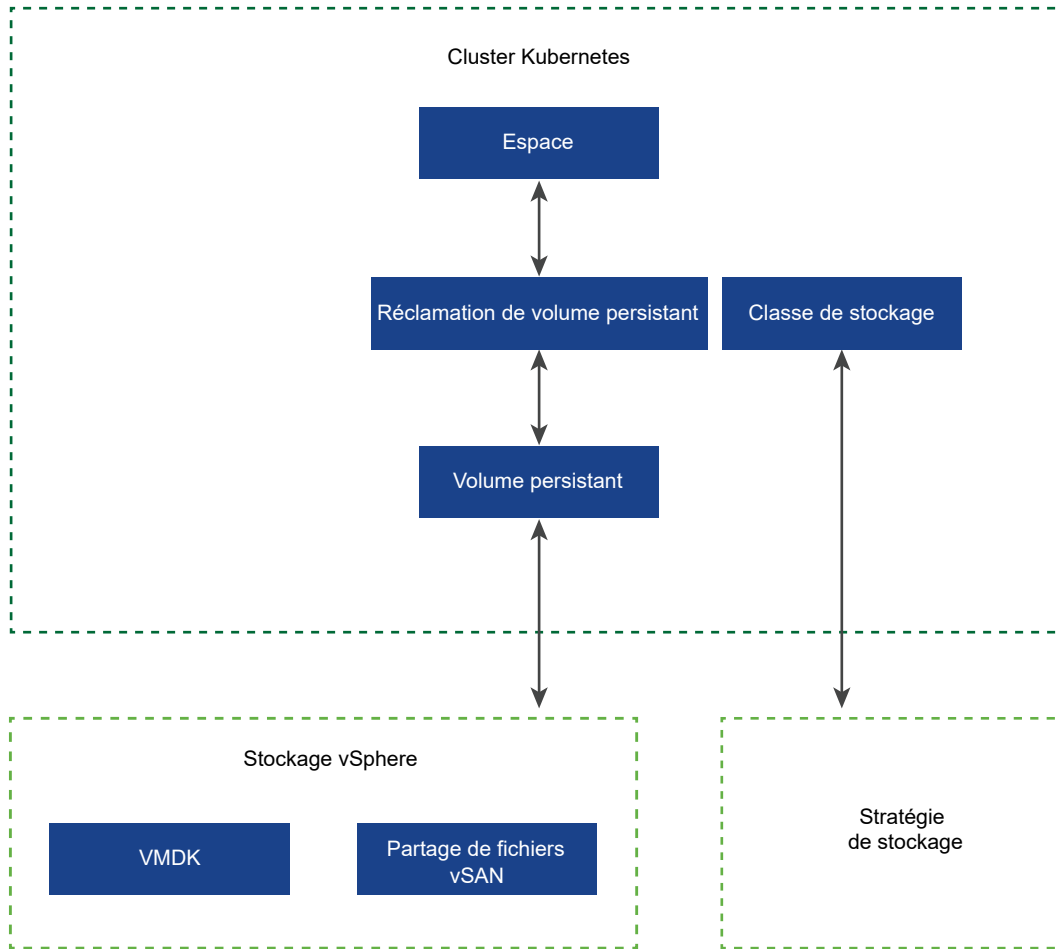 Cluster Kubernetes
Espace
Réclamation de volume persistant
Classe de stockage
Volume persistant
Stockage vSphere
VMDK
Partage de fichiers
vSAN
Stratégie
de stockage